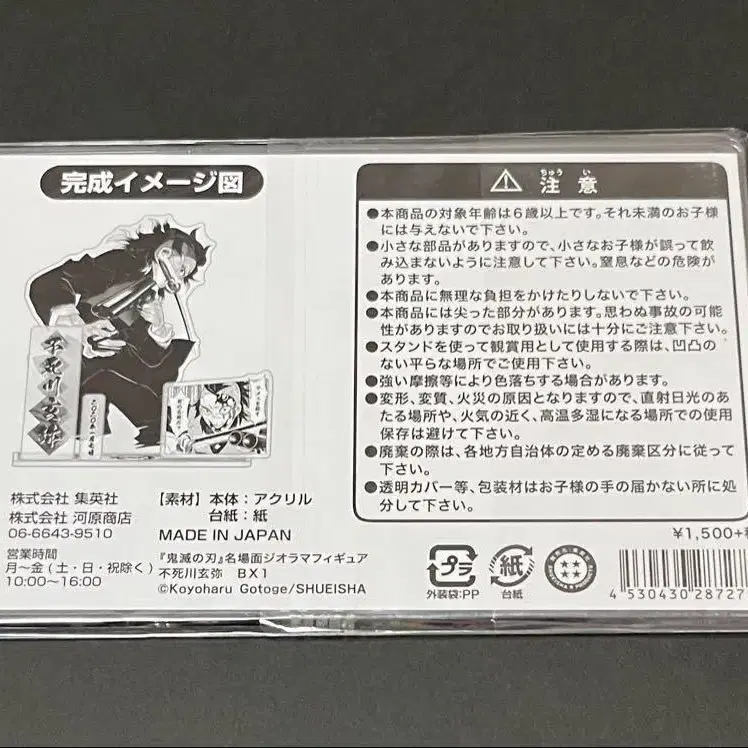 完成イメージ図
不死川玄弥
株式会社 集英社
株式会社 河原商店
06-6643-9510
営業時間
月〜金(土・日・祝除く)
10:00〜16:00
【素材】本体:アクリル
台紙:紙
MADE IN JAPAN
『鬼滅の刃』名場面ジオラマフィギュア
不死川玄弥 BX1
©Koyoharu Gotoge/SHUEISHA
ちゅう い
注 意
●本商品の対象年齢は6歳以上です。それ未満のお子様
には与えないで下さい。
●小さな部品がありますので、小さなお子様が誤って飲
み込まないように注意して下さい。窒息などの危険が
あります。
●本商品に無理な負担をかけたりしないで下さい。
●本商品には尖った部分があります。思わぬ事故の可能
性がありますのでお取り扱いには十分にご注意下さい。
●スタンドを使って観賞用として使用する際は、凹凸の
ない平らな場所でご使用下さい。
●強い摩擦等により色落ちする場合があります。
●変形、変質、火災の原因となりますので、直射日光のあ
たる場所や、火気の近く、高温多湿になる場所での使用
保存は避けて下さい。
●廃棄の際は、各地方自治体の定める廃棄区分に従って
下さい。
●透明カバー等、包装材はお子様の手の届かない所に処
分して下さい。
¥1,500+
プラ
外装袋:PP
紙
台紙
4 530430 28727